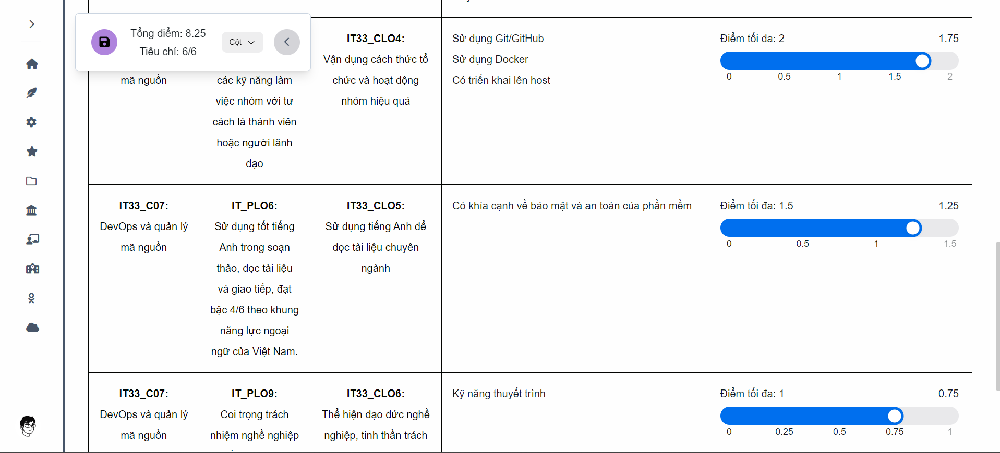 Tổng điểm: 8.25
Tiêu chí: 6/6
Cột
mã nguồn
các kỹ năng làm
việc nhóm với tư
cách là thành viên
hoặc người lãnh
đạo
IT33_CLO4:
Vận dụng cách thức tổ
chức và hoạt động
nhóm hiệu quả
Sử dụng Git/GitHub
Sử dụng Docker
Có triển khai lên host
Điểm tối đa: 2
1.75
0 0.5 1 1.5 2
IT33_C07:
DevOps và quản lý
mã nguồn
IT_PLO6:
Sử dụng tốt tiếng
Anh trong soạn
thảo, đọc tài liệu
và giao tiếp, đạt
bậc 4/6 theo khung
năng lực ngoại
ngữ của Việt Nam.
IT33_CLO5:
Sử dụng tiếng Anh để
đọc tài liệu chuyên
ngành
Có khía cạnh về bảo mật và an toàn của phần mềm
Điểm tối đa: 1.5
1.25
0 0.5 1 1.5
IT33_C07:
DevOps và quản lý
mã nguồn
IT_PLO9:
Coi trọng trách
nhiệm nghề nghiệp
IT33_CLO6:
Thể hiện đạo đức nghề
nghiệp, tinh thần trách
Kỹ năng thuyết trình
Điểm tối đa: 1
0.75
0 0.25 0.5 0.75 1